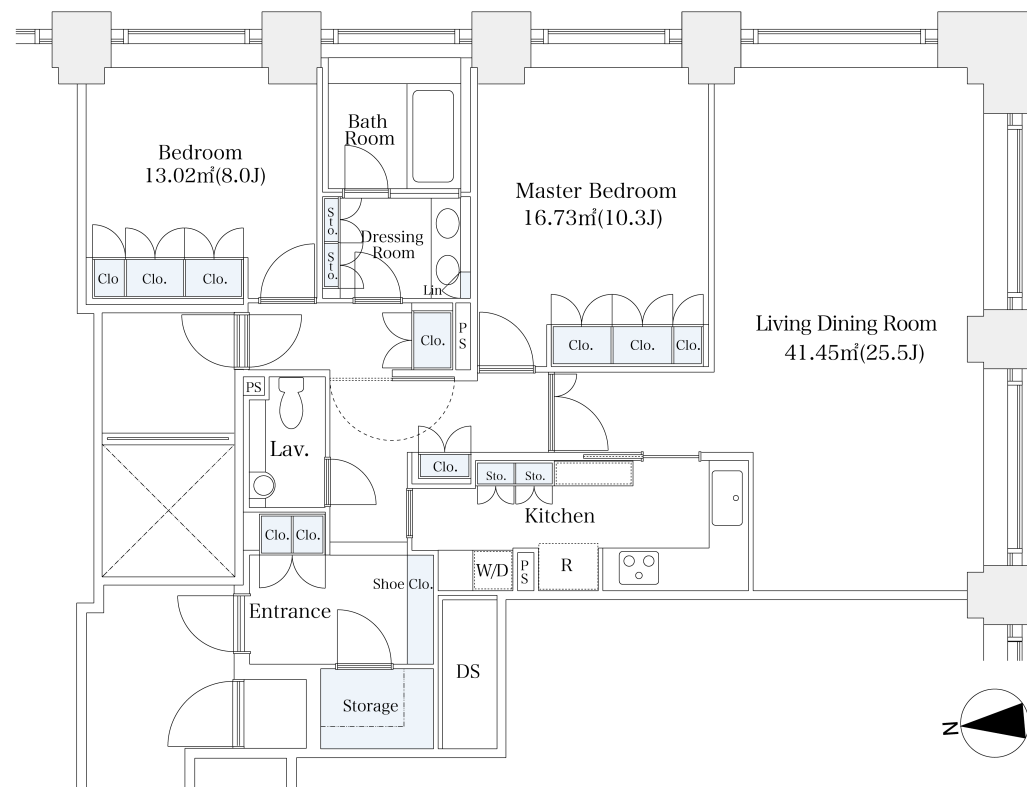 Bath
Room
Bedroom
13.02㎡(8.0J)
Master Bedroom
16.73㎡(10.3J)
Sto.
Sto.
Dressing
Room
Lin
Clo
Clo.
Clo.
Clo.
PS
Clo.
Clo.
Clo.
Living Dining Room
41.45㎡(25.5J)
PS
Lav.
Clo.
Sto.
Sto.
Kitchen
Clo.
Clo.
W/D
PS
R
Shoe Clo.
Entrance
DS
Storage
N